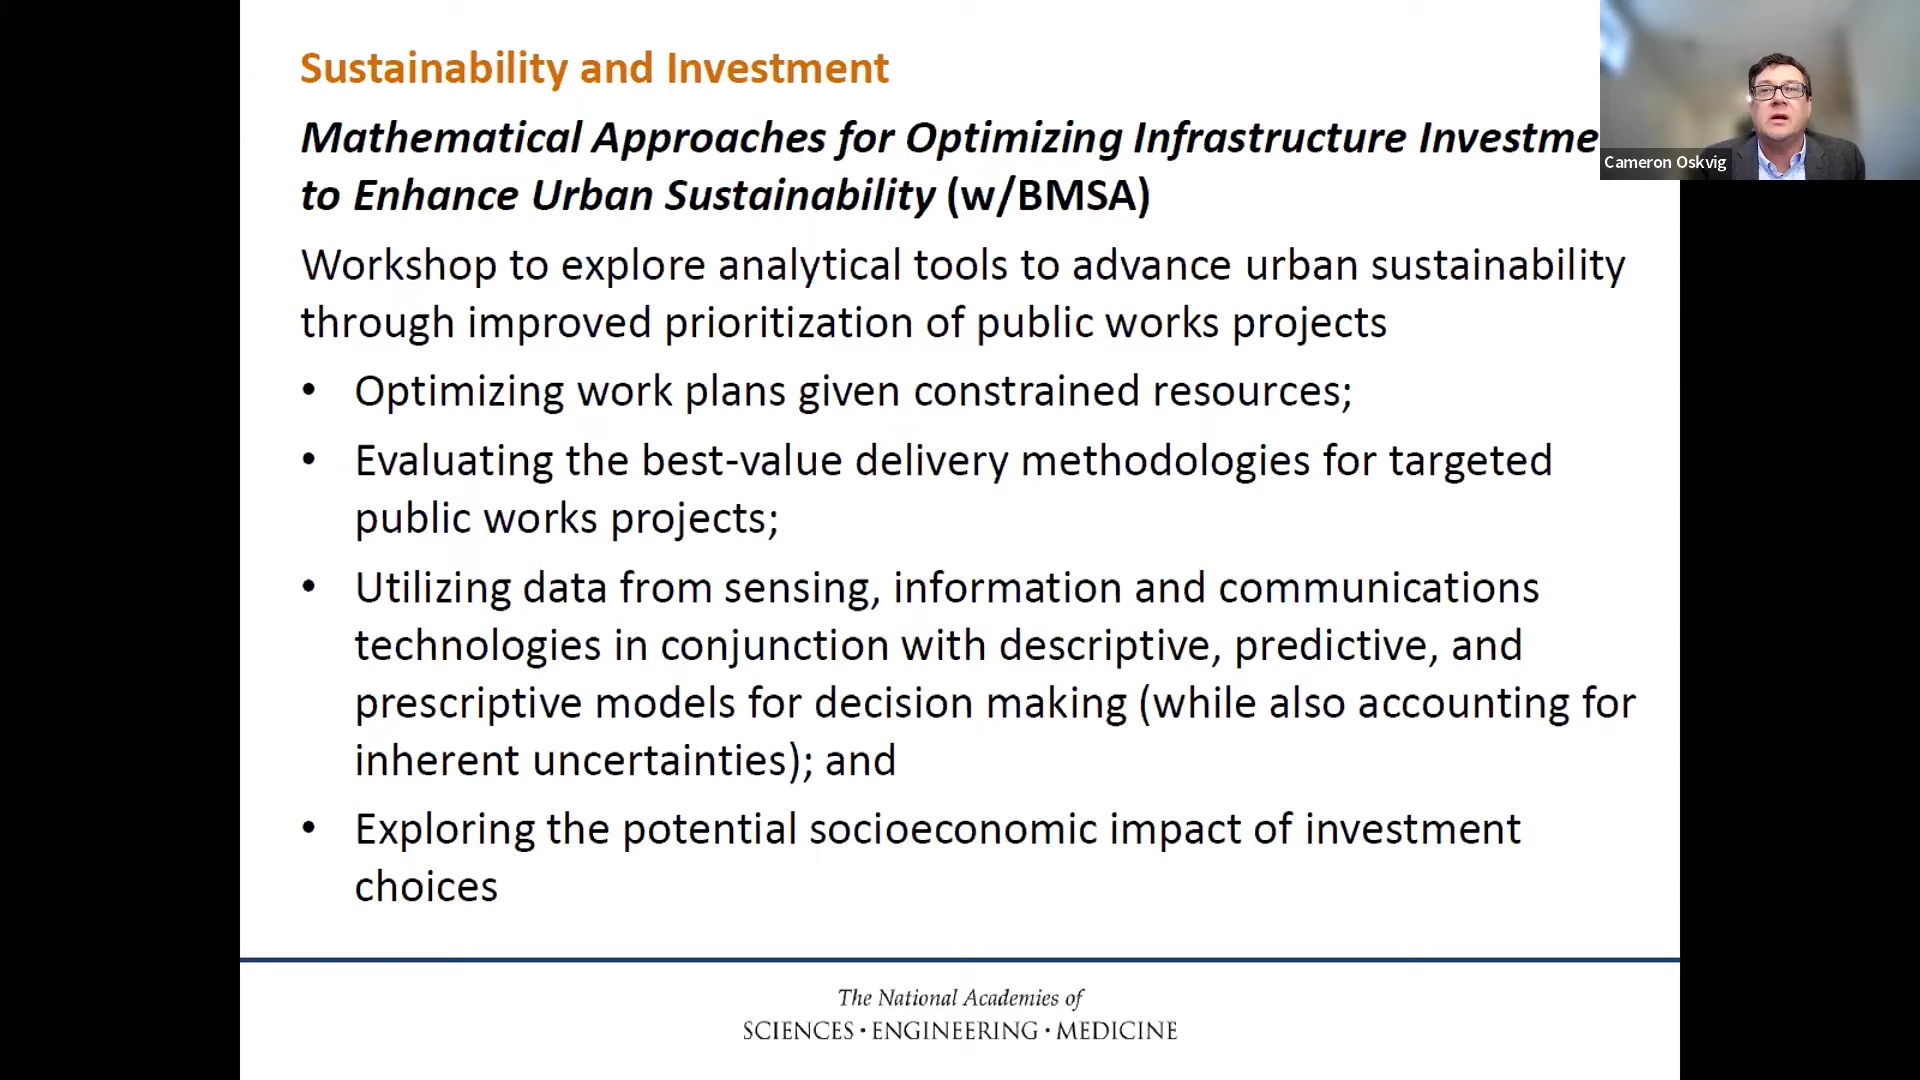 Sustainability and Investment
Mathematical Approaches for Optimizing Infrastructure Investme
to Enhance Urban Sustainability (w/BMSA)
Cameron Oskvig
Workshop to explore analytical tools to advance urban sustainability
through improved prioritization of public works projects
• Optimizing work plans given constrained resources;
• Evaluating the best-value delivery methodologies for targeted
public works projects;
• Utilizing data from sensing, information and communications
technologies in conjunction with descriptive, predictive, and
prescriptive models for decision making (while also accounting for
inherent uncertainties); and
• Exploring the potential socioeconomic impact of investment
choices
The National Academies of
SCIENCES • ENGINEERING • MEDICINE